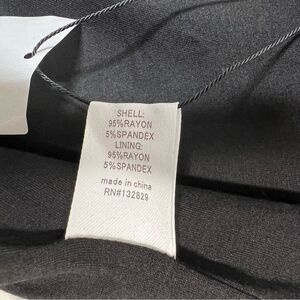 SHELL:
95%RAYON
5%SPANDEX
LINING:
95%RAYON
5%SPANDEX
made in china
RN#132829